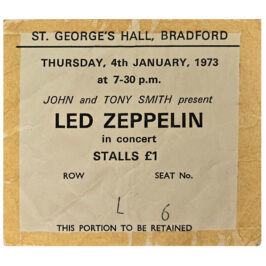 ST. GEORGE'S HALL, BRADFORD
THURSDAY, 4th JANUARY, 1973
at 7-30 p.m.
JOHN and TONY SMITH present
LED ZEPPELIN
in concert
STALLS £1
ROW SEAT No.
L 6
THIS PORTION TO BE RETAINED